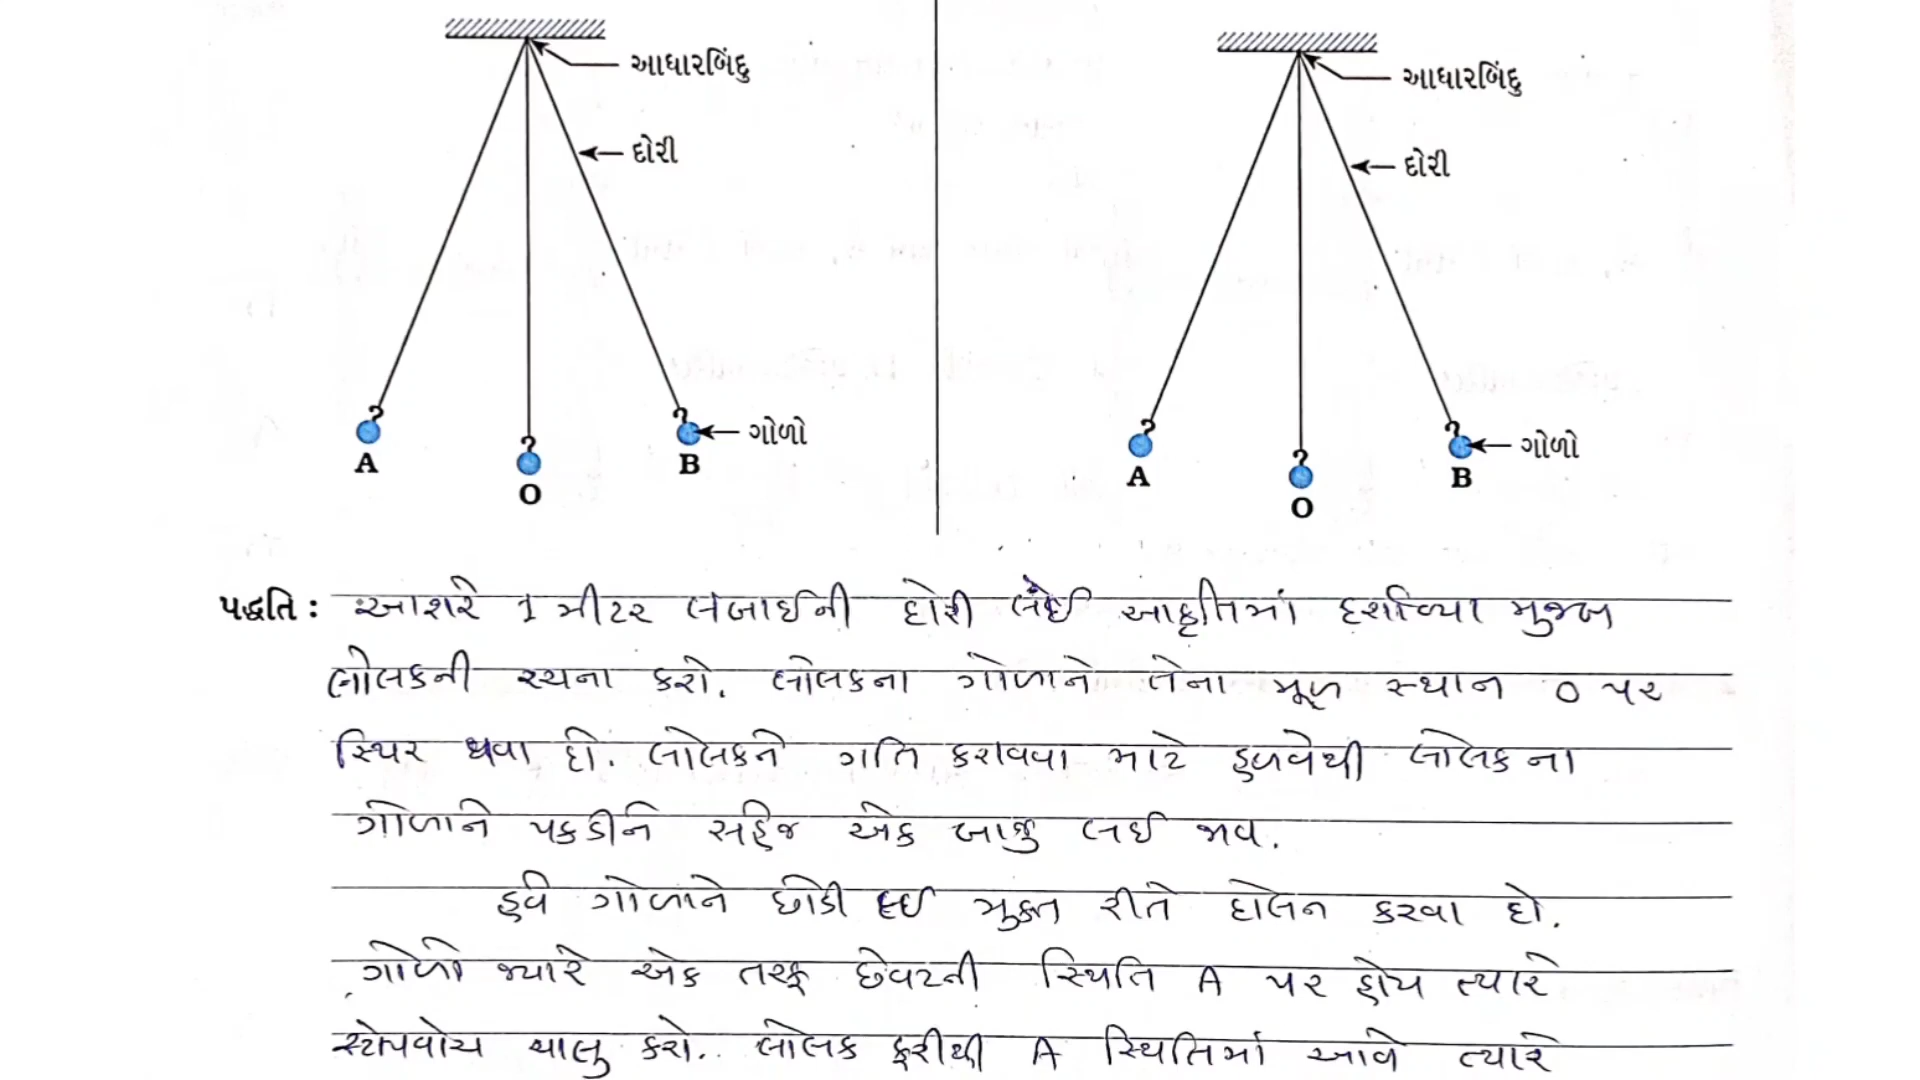 આધારબિંદુ
દોરી
ગોળો
A
B
O
આધારબિંદુ
દોરી
ગોળો
A
B
O
પદ્ધતિ : આશરે 1 મીટર લંબાઈની દોરી લઈ આકૃતિમાં દર્શાવ્યા મુજબ
લોલકની રચના કરો. લોલકના ગોળાને તેના મૂળ સ્થાન O પર
સ્થિર થવા દો. લોલકને ગતિ કરાવવા માટે હળવેથી લોલકના
ગોળાને પકડીને સહેજ એક બાજુ લઈ જાવ.
હવે ગોળાને છોડી દઈ મુક્ત રીતે દોલન કરવા દો.
ગોળો જ્યારે એક તરફ છેવટની સ્થિતિ A પર હોય ત્યારે
સ્ટોપવોચ ચાલુ કરો.. લોલક ફરીથી A સ્થિતિમાં આવે ત્યારે